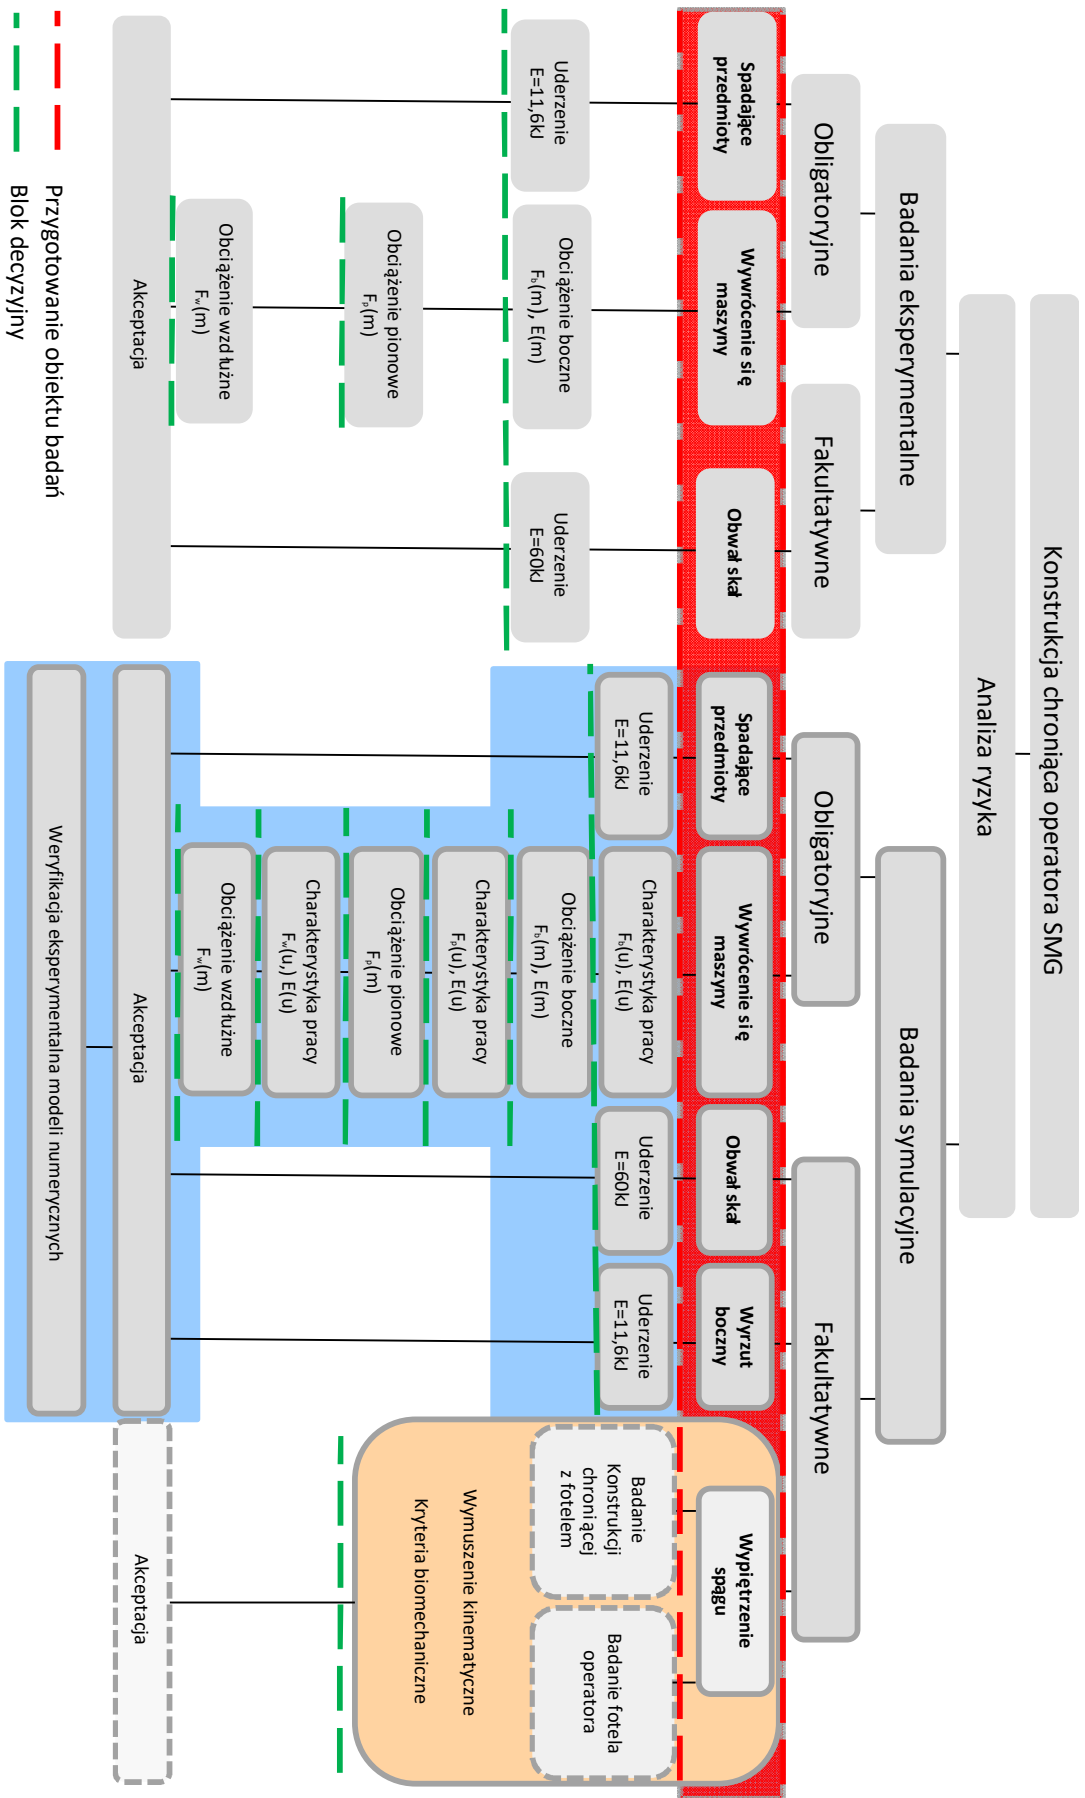 Konstrukcja chroniąca operatora SMG
Analiza ryzyka
Badania eksperymentalne
Badania symulacyjne
Obligatoryjne
Fakultatywne
Obligatoryjne
Fakultatywne
Spadające
przedmioty
Wywrócenie się
maszyny
Obwał skał
Spadające
przedmioty
Wywrócenie się
maszyny
Obwał skał
Wyrzut
boczny
Wypiętrzenie
spągu
Uderzenie
E=11,6kJ
Obciążenie boczne
Fb(m), E(m)
Uderzenie
E=60kJ
Obciążenie pionowe
Fp(m)
Obciążenie wzdłużne
Fw(m)
Akceptacja
Uderzenie
E=11,6kJ
Charakterystyka pracy
Fb(u), E(u)
Uderzenie
E=60kJ
Uderzenie
E=11,6kJ
Obciążenie boczne
Fb(m), E(m)
Charakterystyka pracy
Fp(u), E(u)
Obciążenie pionowe
Fp(m)
Charakterystyka pracy
Fw(u,) E(u)
Obciążenie wzdłużne
Fw(m)
Akceptacja
Weryfikacja eksperymentalna modeli numerycznych
Badanie
Konstrukcji
chroniącej
z fotelem
Badanie fotela
operatora
Wymuszenie kinematyczne
Kryteria biomechaniczne
Akceptacja
Przygotowanie obiektu badań
Blok decyzyjny